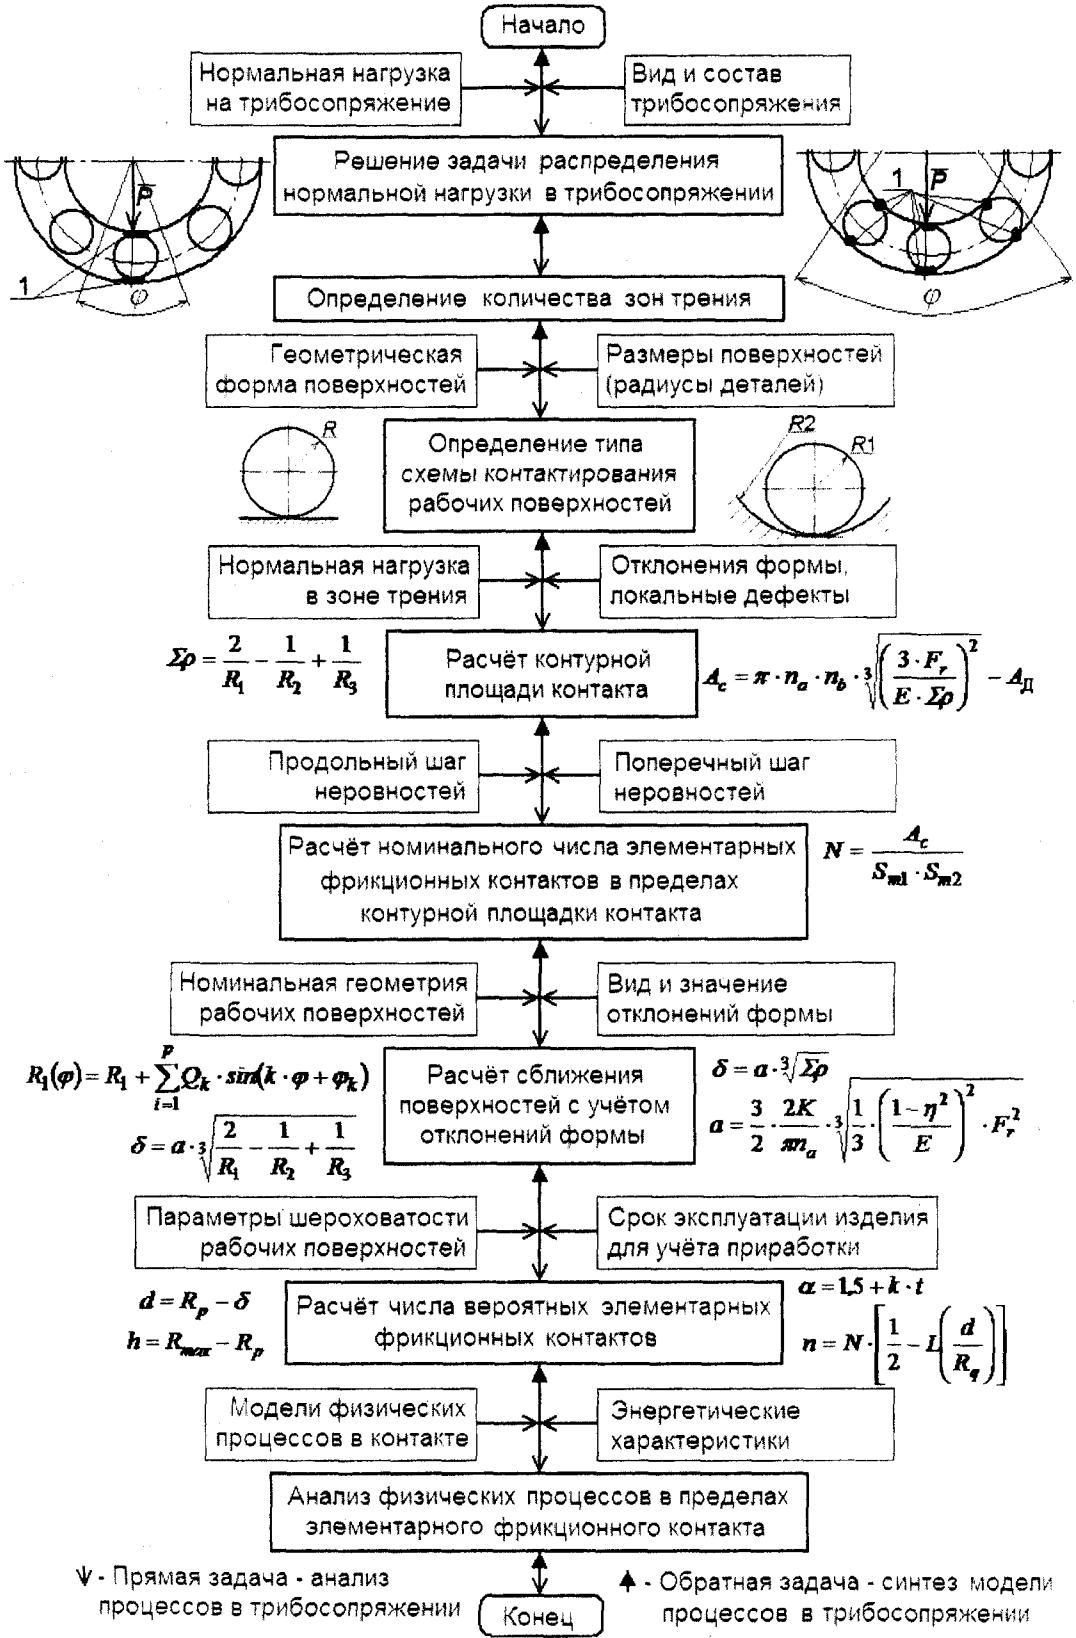 Начало
Нормальная нагрузка
на трибосопряжение
Вид и состав
трибосопряжения
Решение задачи распределения
нормальной нагрузки в трибосопряжении
P
1
φ
1
P
φ
Определение количества зон трения
Геометрическая
форма поверхностей
Размеры поверхностей
(радиусы деталей)
R
Определение типа
схемы контактирования
рабочих поверхностей
R2
R1
Нормальная нагрузка
в зоне трения
Отклонения формы,
локальные дефекты
Σρ = 2/R₁ − 1/R₂ + 1/R₃
Расчёт контурной
площади контакта
A_c = π · n_a · n_b · ∛((3 · F_r)/(E · Σρ))² − A_Д
Продольный шаг
неровностей
Поперечный шаг
неровностей
Расчёт номинального числа элементарных
фрикционных контактов в пределах
контурной площадки контакта
N = A_c/(S_m1 · S_m2)
Номинальная геометрия
рабочих поверхностей
Вид и значение
отклонений формы
R₁(φ) = R₁ + Σ_{i=1}^{p} Q_k · sin(k · φ + φ_k)
δ = a · ∛(2/R₁ − 1/R₂ + 1/R₃)
Расчёт сближения
поверхностей с учётом
отклонений формы
δ = a · ∛Σρ
a = 3/2 · 2K/(πn_a) · ∛(1/3 · ((1 − η²)/E)² · F_r²)
Параметры шероховатости
рабочих поверхностей
Срок эксплуатации изделия
для учёта приработки
d = R_p − δ
h = R_max − R_p
Расчёт числа вероятных элементарных
фрикционных контактов
α = 1,5 + k · t
n = N · [1/2 − L(d/R_q)]
Модели физических
процессов в контакте
Энергетические
характеристики
Анализ физических процессов в пределах
элементарного фрикционного контакта
- Прямая задача - анализ
процессов в трибосопряжении
Конец
- Обратная задача - синтез модели
процессов в трибосопряжении